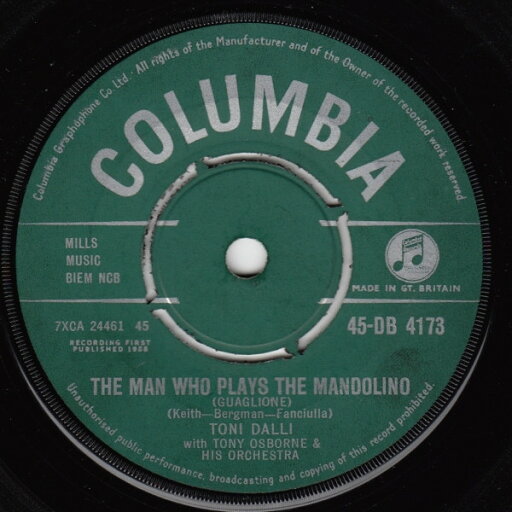 Columbia Graphophone Co Ltd · All rights of the Manufacturer and of the Owner of the recorded work reserved.
COLUMBIA
MILLS
MUSIC
BIEM NCB
MADE IN GT. BRITAIN
7XCA 24461 45
45-DB 4173
RECORDING FIRST
PUBLISHED 1958
THE MAN WHO PLAYS THE MANDOLINO
(GUAGLIONE)
(Keith—Bergman—Fanciulla)
TONI DALLI
with TONY OSBORNE &
HIS ORCHESTRA
Unauthorised public performance, broadcasting and copying of this record prohibited.